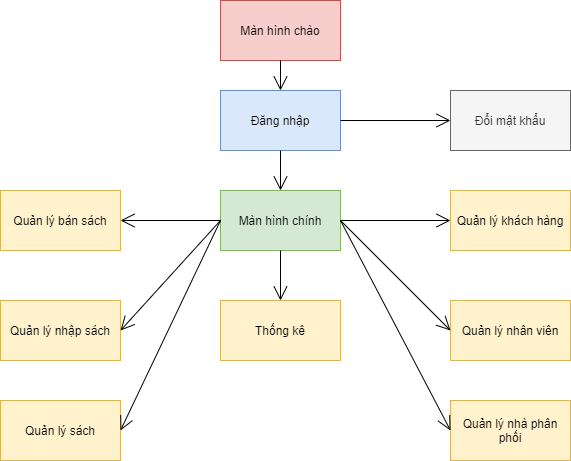 Màn hình chào
Đăng nhập
Đổi mật khẩu
Quản lý bán sách
Màn hình chính
Quản lý khách hàng
Quản lý nhập sách
Thống kê
Quản lý nhân viên
Quản lý sách
Quản lý nhà phân
phối